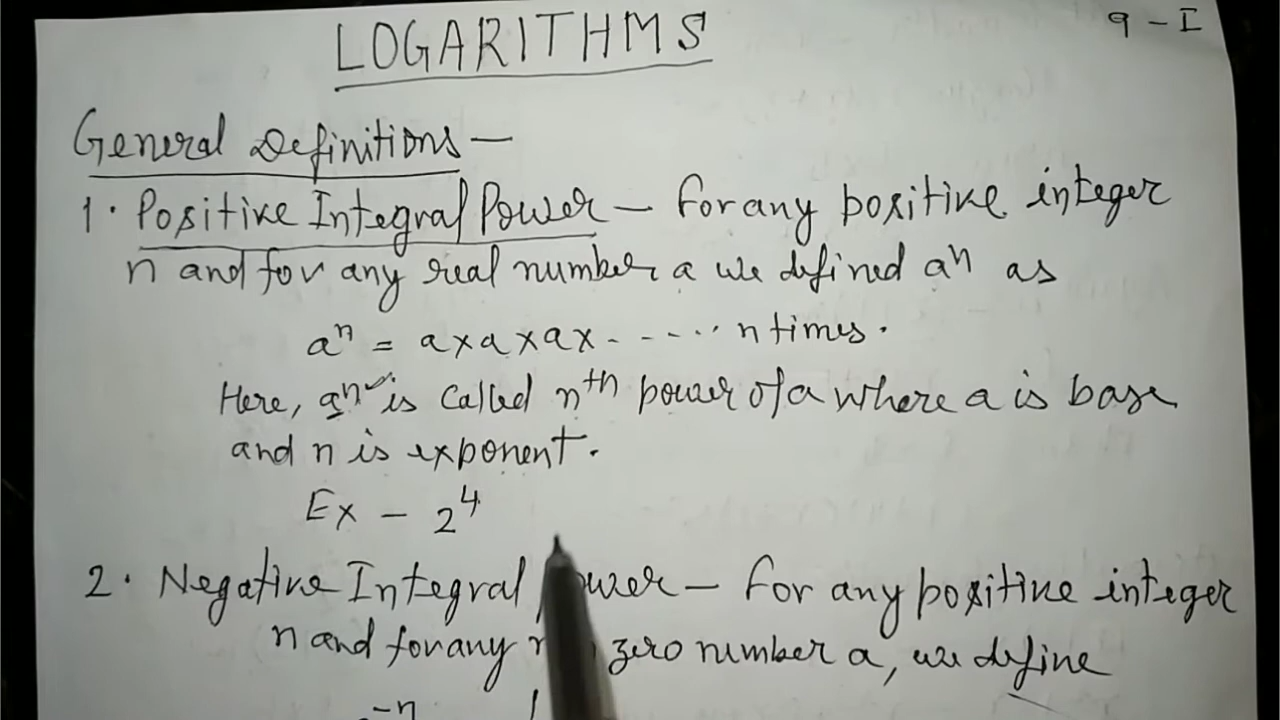 LOGARITHMS
9 - I
General Definitions —
1. Positive Integral Power — For any positive integer
n and for any real number a we defined aⁿ as
aⁿ = a x a x a x - - - ... n times.
Here, aⁿ is called nth power of a where a is base
and n is exponent.
Ex - 2⁴
2. Negative Integral — For any positive integer
n and for any zero number a, we define
-n